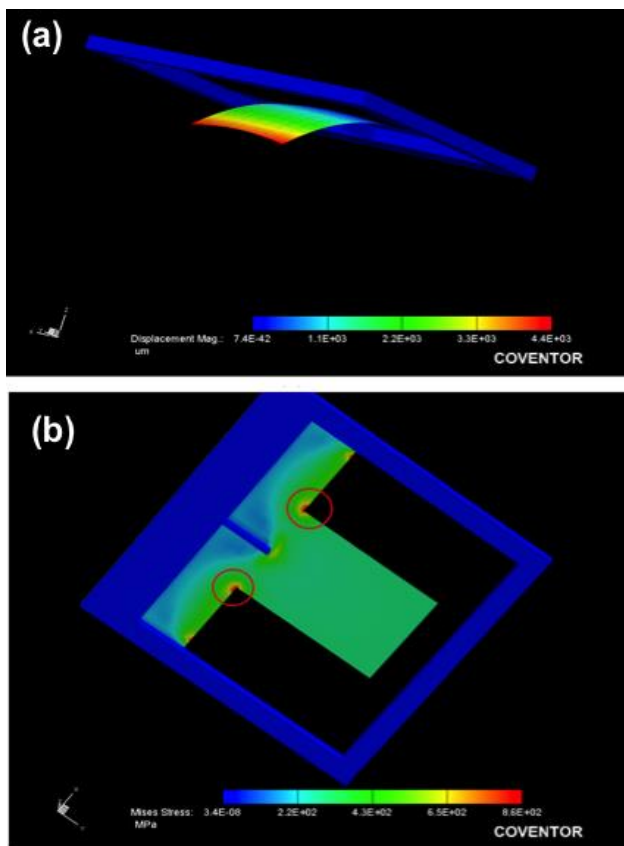 (a)
Displacement Mag.: 7.4E-42 1.1E+03 2.2E+03 3.3E+03 4.4E+03
um
COVENTOR
(b)
Mises Stress: 3.4E-08 2.2E+02 4.3E+02 6.5E+02 8.6E+02
MPa
COVENTOR